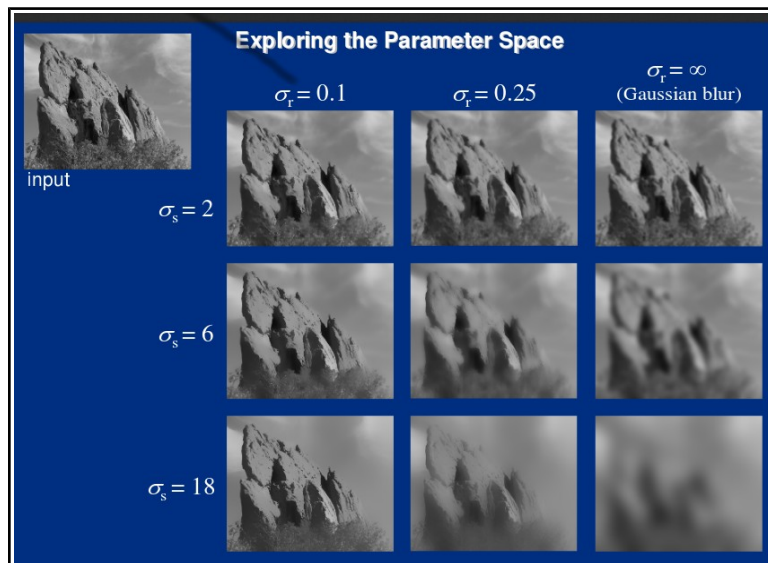 Exploring the Parameter Space
input
σr = 0.1
σr = 0.25
σr = ∞
(Gaussian blur)
σs = 2
σs = 6
σs = 18